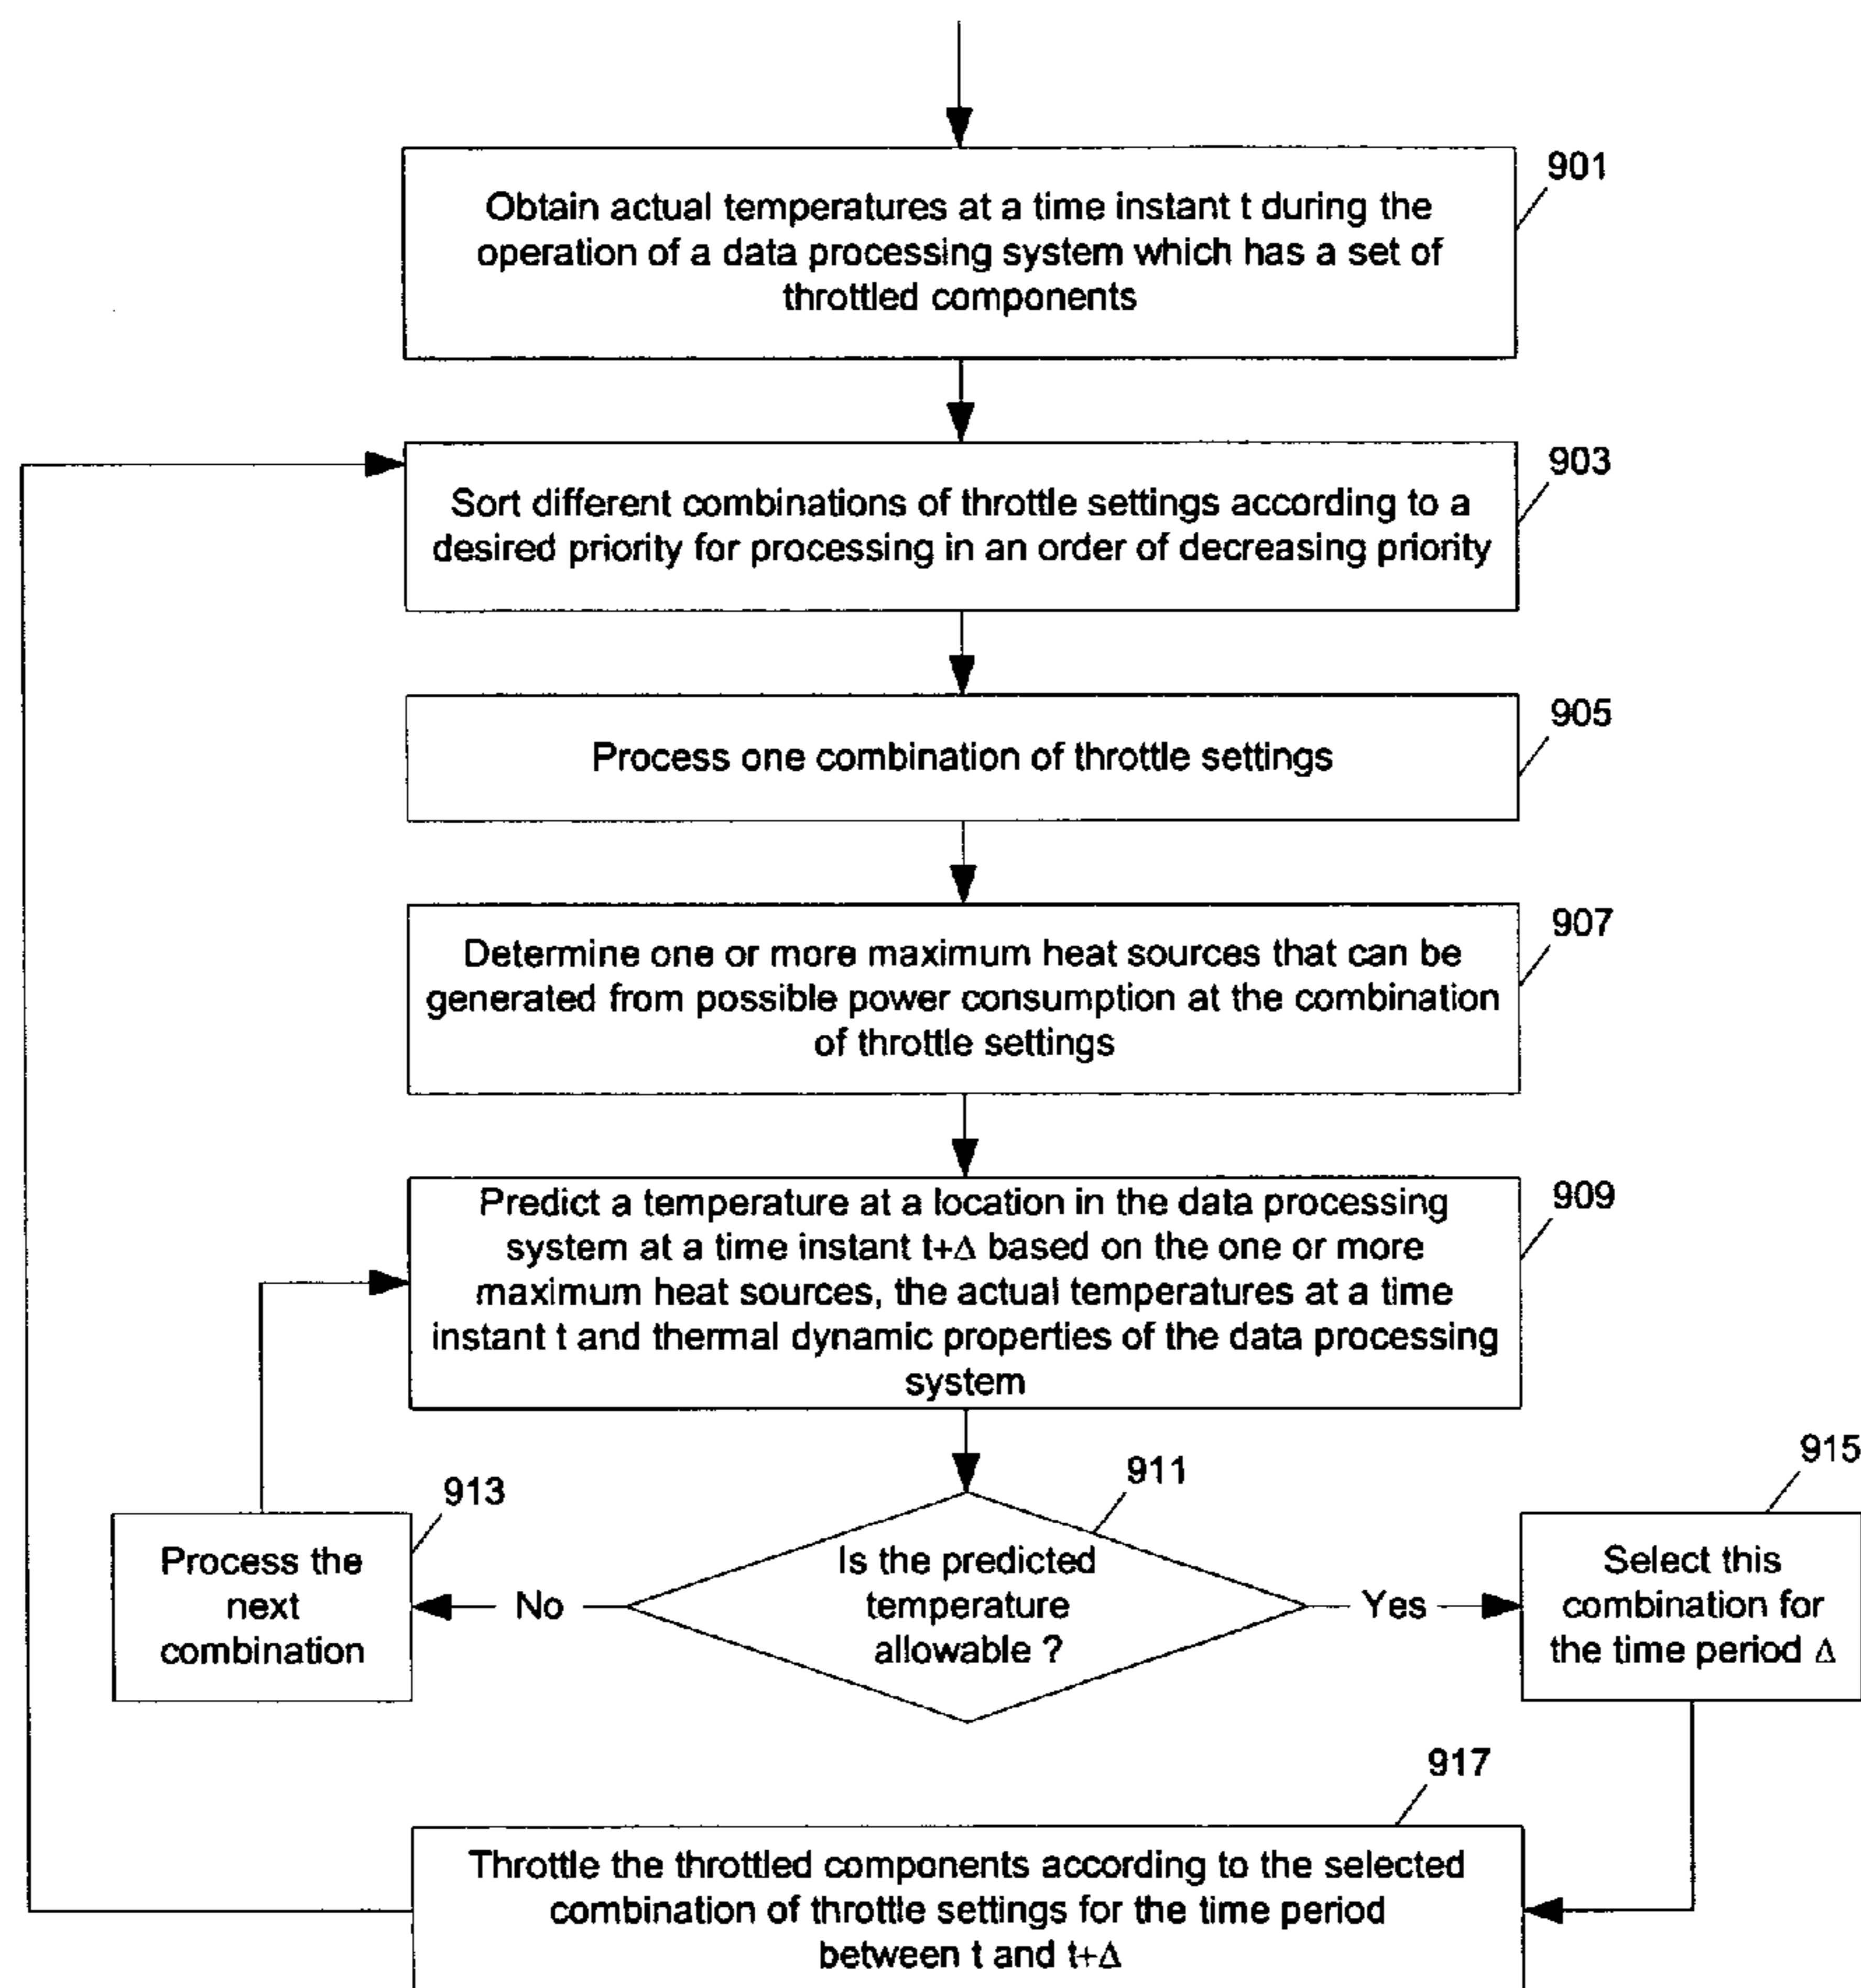 901
Obtain actual temperatures at a time instant t during the
operation of a data processing system which has a set of
throttled components
903
Sort different combinations of throttle settings according to a
desired priority for processing in an order of decreasing priority
905
Process one combination of throttle settings
907
Determine one or more maximum heat sources that can be
generated from possible power consumption at the combination
of throttle settings
909
Predict a temperature at a location in the data processing
system at a time instant t+Δ based on the one or more
maximum heat sources, the actual temperatures at a time
instant t and thermal dynamic properties of the data processing
system
911
Is the predicted
temperature
allowable ?
No
Yes
913
Process the
next
combination
915
Select this
combination for
the time period Δ
917
Throttle the throttled components according to the selected
combination of throttle settings for the time period
between t and t+Δ